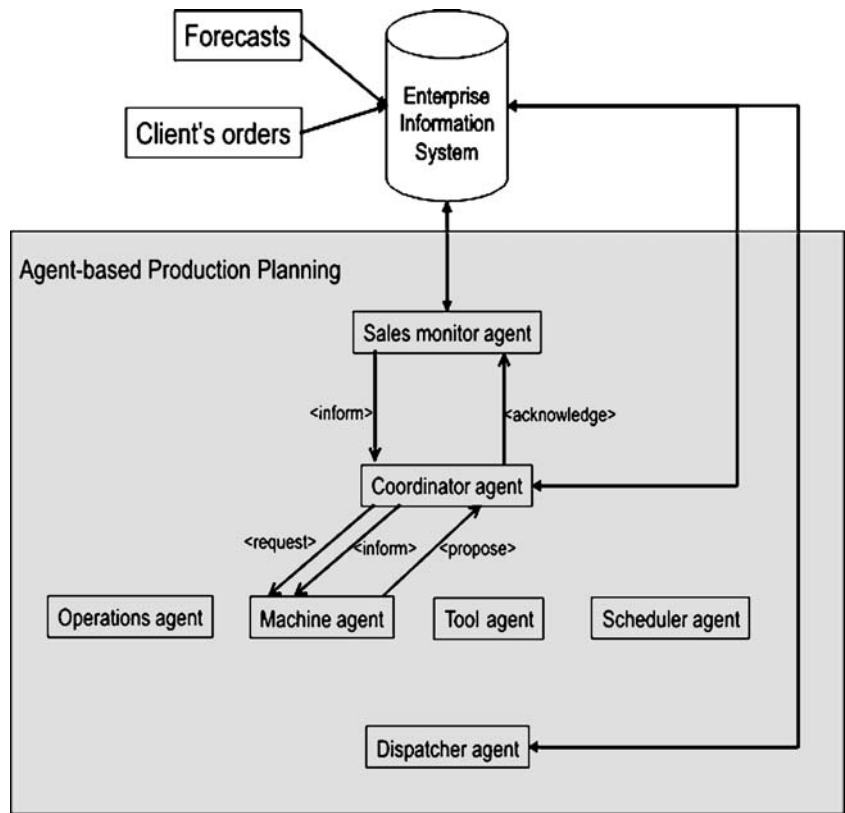 Forecasts
Client's orders
Enterprise
Information
System
Agent-based Production Planning
Sales monitor agent
<inform>
<acknowledge>
Coordinator agent
<request>
<inform>
<propose>
Operations agent
Machine agent
Tool agent
Scheduler agent
Dispatcher agent